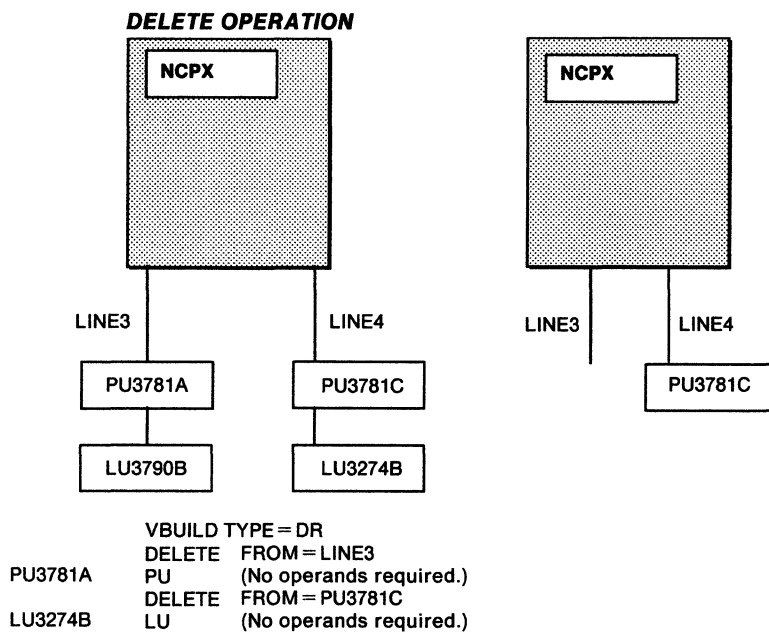 DELETE OPERATION
NCPX
NCPX
LINE3
LINE4
LINE3
LINE4
PU3781A
PU3781C
PU3781C
LU3790B
LU3274B
VBUILD TYPE = DR
DELETE FROM = LINE3
PU3781A PU (No operands required.)
DELETE FROM = PU3781C
LU3274B LU (No operands required.)